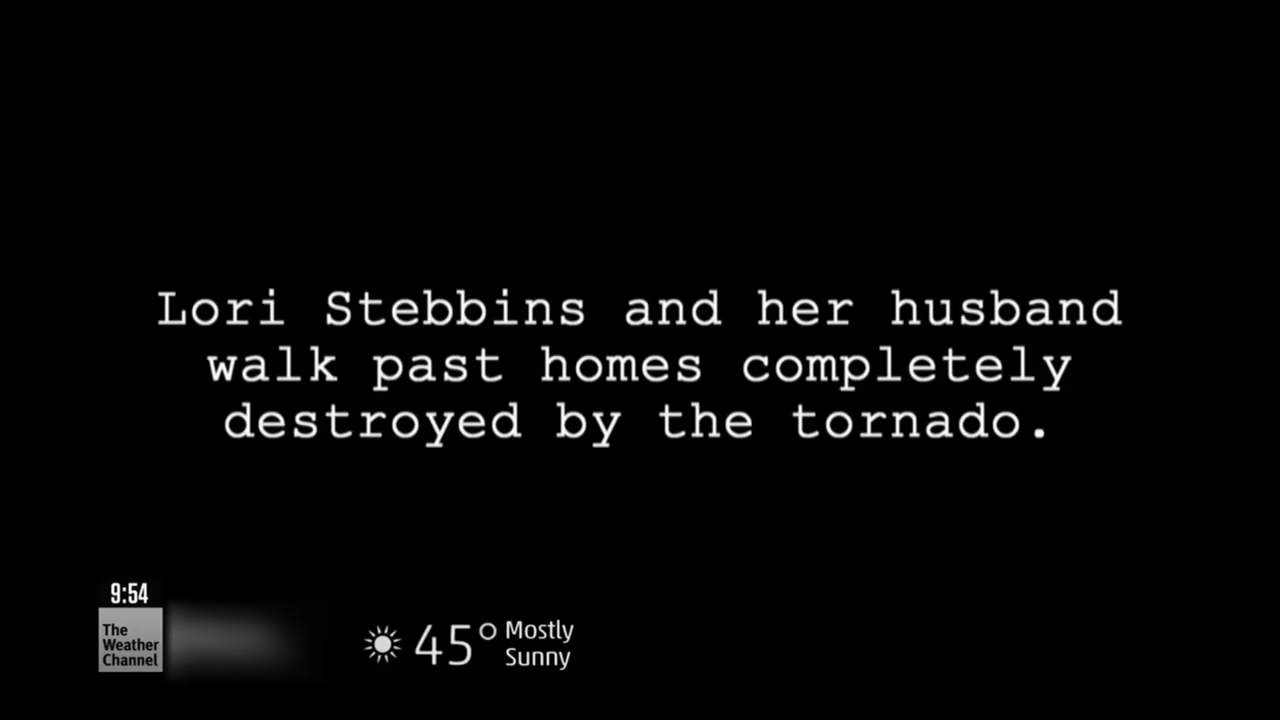 Lori Stebbins and her husband
walk past homes completely
destroyed by the tornado.
9:54
The
Weather
Channel
45° Mostly
Sunny